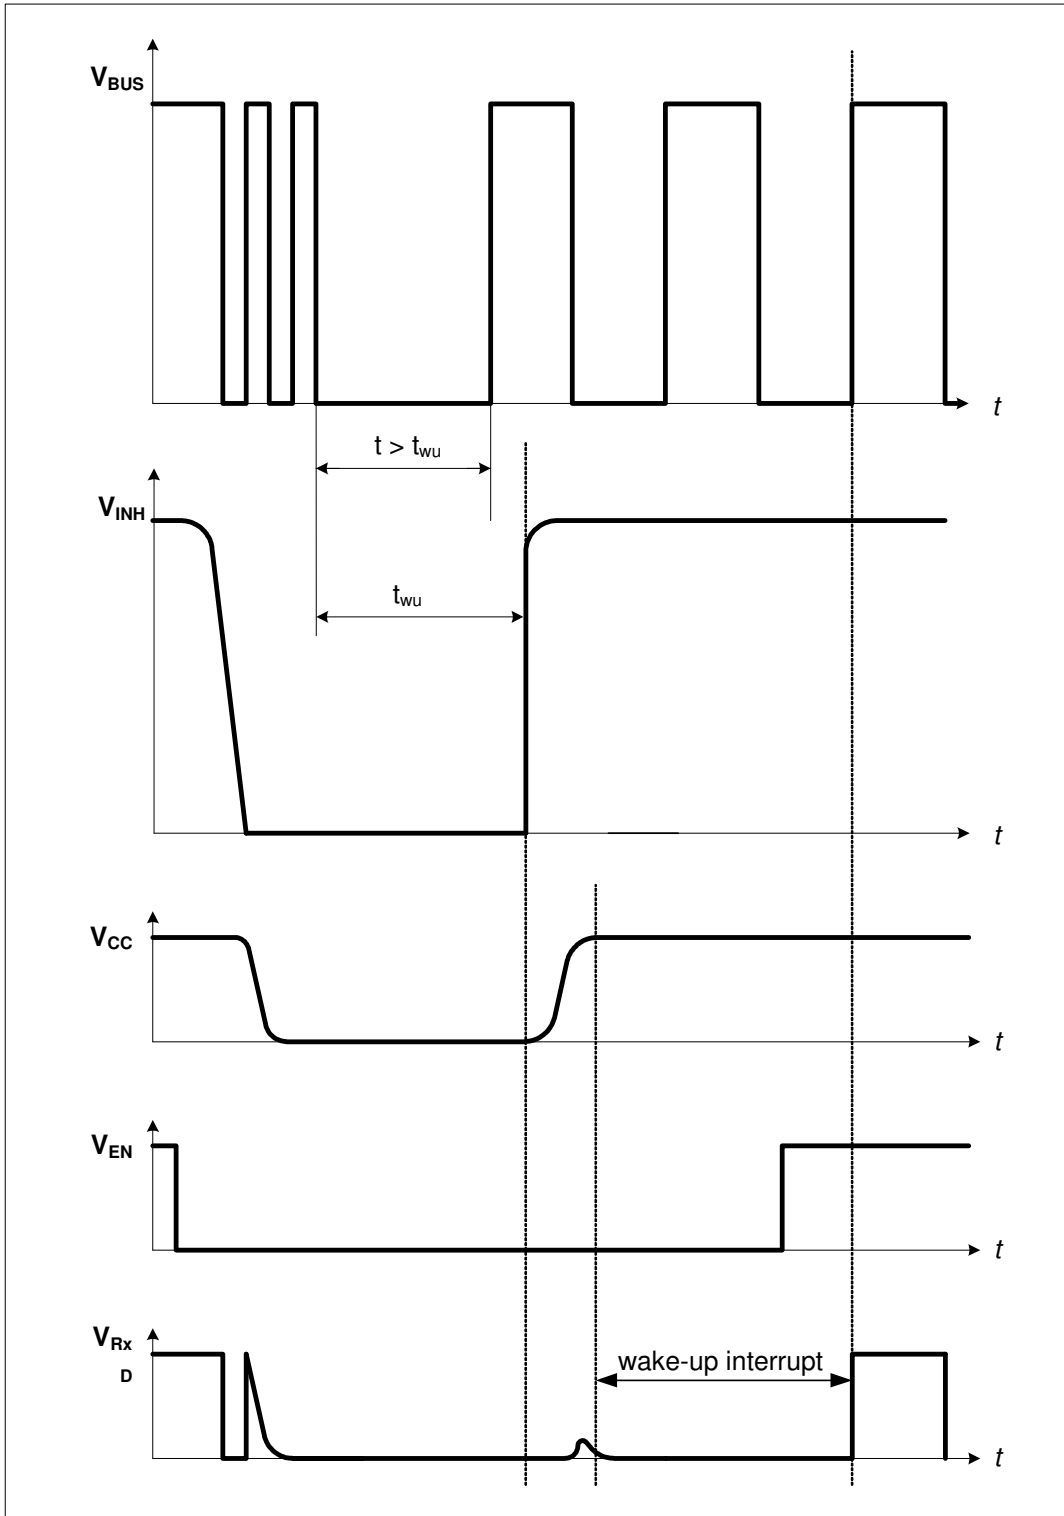 VBUS
t
t > twu
VINH
twu
t
VCC
t
VEN
t
VRx
D
wake-up interrupt
t